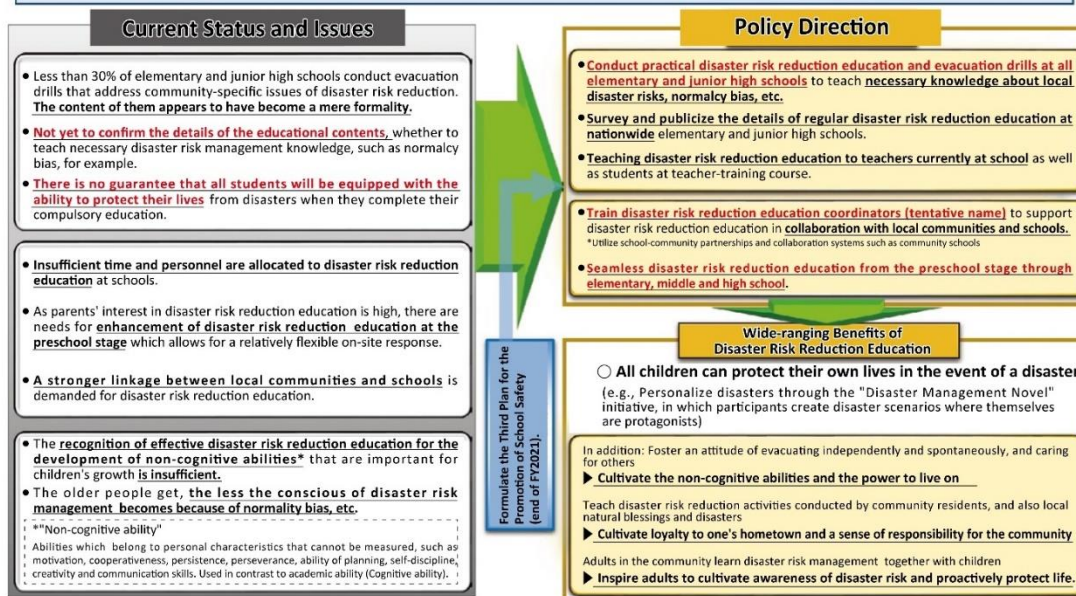 Current Status and Issues
● Less than 30% of elementary and junior high schools conduct evacuation
drills that address community-specific issues of disaster risk reduction.
The content of them appears to have become a mere formality.
● Not yet to confirm the details of the educational contents, whether to
teach necessary disaster risk management knowledge, such as normalcy
bias, for example.
● There is no guarantee that all students will be equipped with the
ability to protect their lives from disasters when they complete their
compulsory education.
● Insufficient time and personnel are allocated to disaster risk reduction
education at schools.
● As parents' interest in disaster risk reduction education is high, there are
needs for enhancement of disaster risk reduction education at the
preschool stage which allows for a relatively flexible on-site response.
● A stronger linkage between local communities and schools is
demanded for disaster risk reduction education.
● The recognition of effective disaster risk reduction education for the
development of non-cognitive abilities* that are important for
children's growth is insufficient.
● The older people get, the less the conscious of disaster risk
management becomes because of normality bias, etc.
*"Non-cognitive ability"
Abilities which belong to personal characteristics that cannot be measured, such as
motivation, cooperativeness, persistence, perseverance, ability of planning, self-discipline,
creativity and communication skills. Used in contrast to academic ability (Cognitive ability).
Formulate the Third Plan for the
Promotion of School Safety
(end of FY2021).
Policy Direction
● Conduct practical disaster risk reduction education and evacuation drills at all
elementary and junior high schools to teach necessary knowledge about local
disaster risks, normalcy bias, etc.
● Survey and publicize the details of regular disaster risk reduction education at
nationwide elementary and junior high schools.
● Teaching disaster risk reduction education to teachers currently at school as well
as students at teacher-training course.
● Train disaster risk reduction education coordinators (tentative name) to support
disaster risk reduction education in collaboration with local communities and schools.
*Utilize school-community partnerships and collaboration systems such as community schools
● Seamless disaster risk reduction education from the preschool stage through
elementary, middle and high school.
Wide-ranging Benefits of
Disaster Risk Reduction Education
○ All children can protect their own lives in the event of a disaster
(e.g., Personalize disasters through the "Disaster Management Novel"
initiative, in which participants create disaster scenarios where themselves
are protagonists)
In addition: Foster an attitude of evacuating independently and spontaneously, and caring
for others
▶ Cultivate the non-cognitive abilities and the power to live on
Teach disaster risk reduction activities conducted by community residents, and also local
natural blessings and disasters
▶ Cultivate loyalty to one's hometown and a sense of responsibility for the community
Adults in the community learn disaster risk management together with children
▶ Inspire adults to cultivate awareness of disaster risk and proactively protect life.